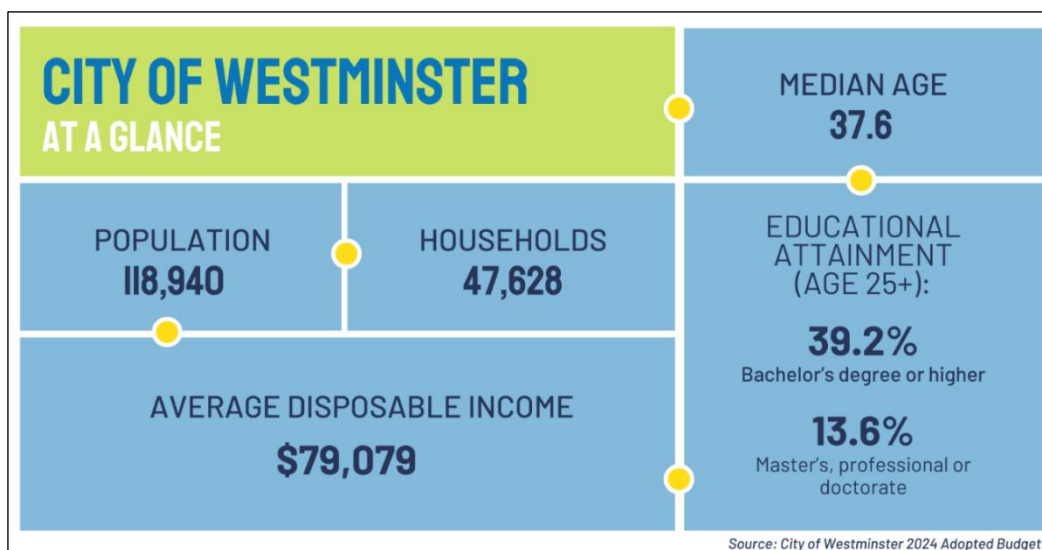 CITY OF WESTMINSTER
AT A GLANCE
MEDIAN AGE
37.6
POPULATION
118,940
HOUSEHOLDS
47,628
EDUCATIONAL
ATTAINMENT
(AGE 25+):
39.2%
Bachelor's degree or higher
13.6%
Master's, professional or
doctorate
AVERAGE DISPOSABLE INCOME
$79,079
Source: City of Westminster 2024 Adopted Budget